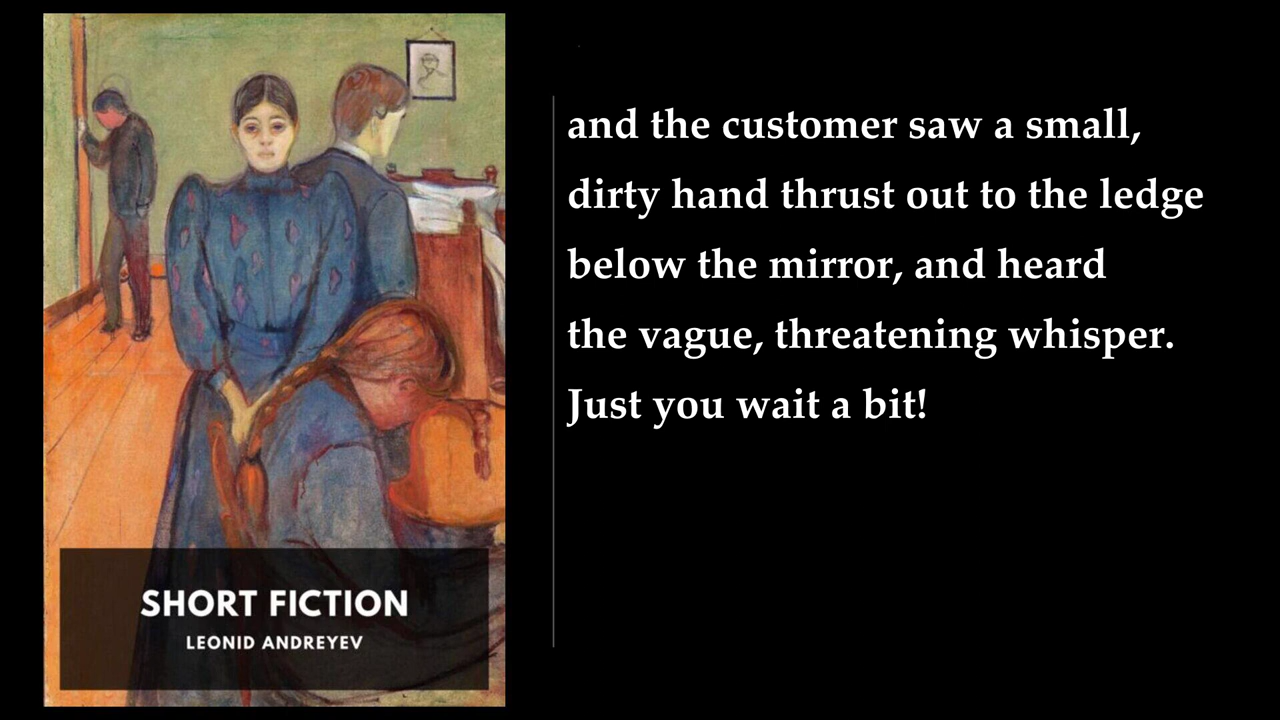 and the customer saw a small,
dirty hand thrust out to the ledge
below the mirror, and heard
the vague, threatening whisper.
Just you wait a bit!
SHORT FICTION
LEONID ANDREYEV